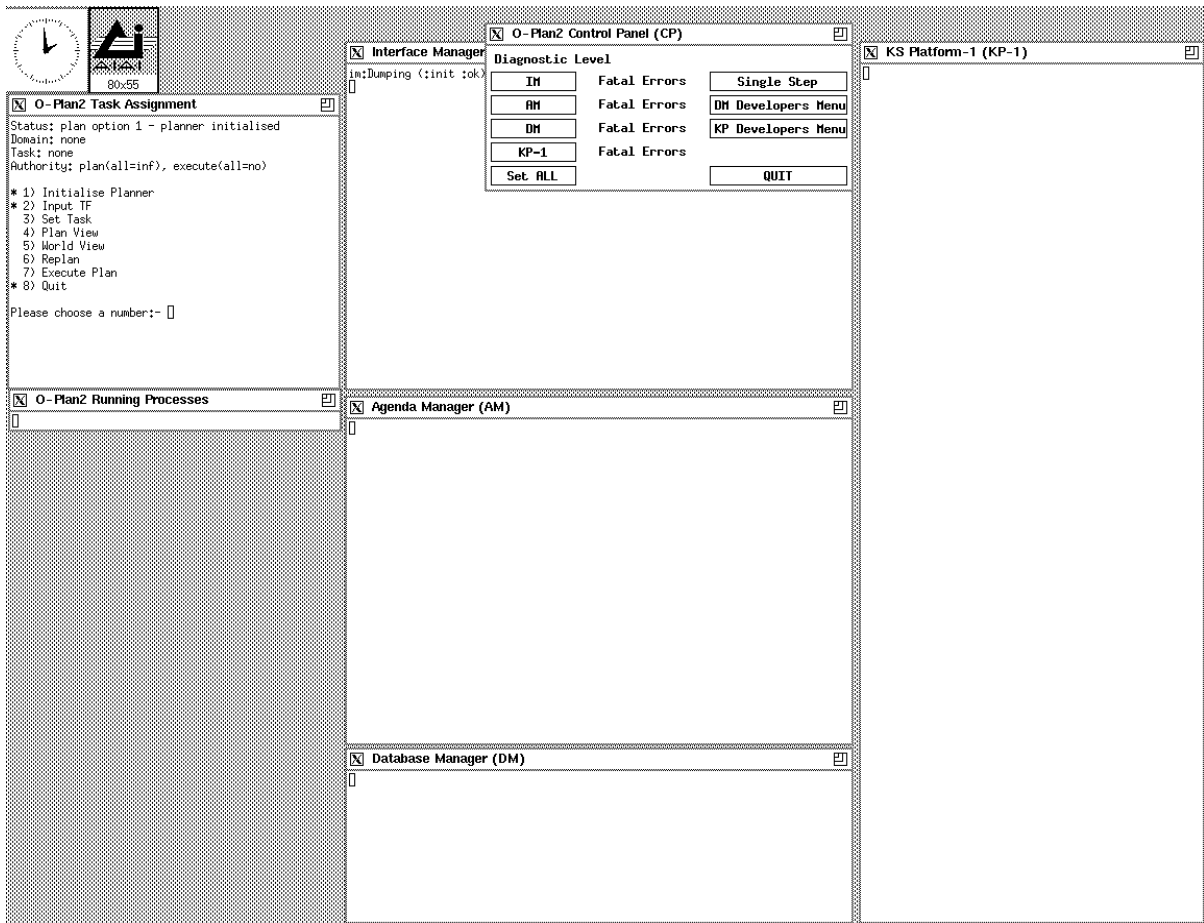 AIAI
80x55
O-Plan2 Task Assignment
Status: plan option 1 - planner initialised
Domain: none
Task: none
Authority: plan(all=inf), execute(all=no)
* 1) Initialise Planner
* 2) Input TF
3) Set Task
4) Plan View
5) World View
6) Replan
7) Execute Plan
* 8) Quit
Please choose a number:-
O-Plan2 Running Processes
Interface Manager
im:Dumping (:init :ok)
O-Plan2 Control Panel (CP)
Diagnostic Level
IM Fatal Errors Single Step
AM Fatal Errors DM Developers Menu
DM Fatal Errors KP Developers Menu
KP-1 Fatal Errors
Set ALL QUIT
Agenda Manager (AM)
Database Manager (DM)
KS Platform-1 (KP-1)